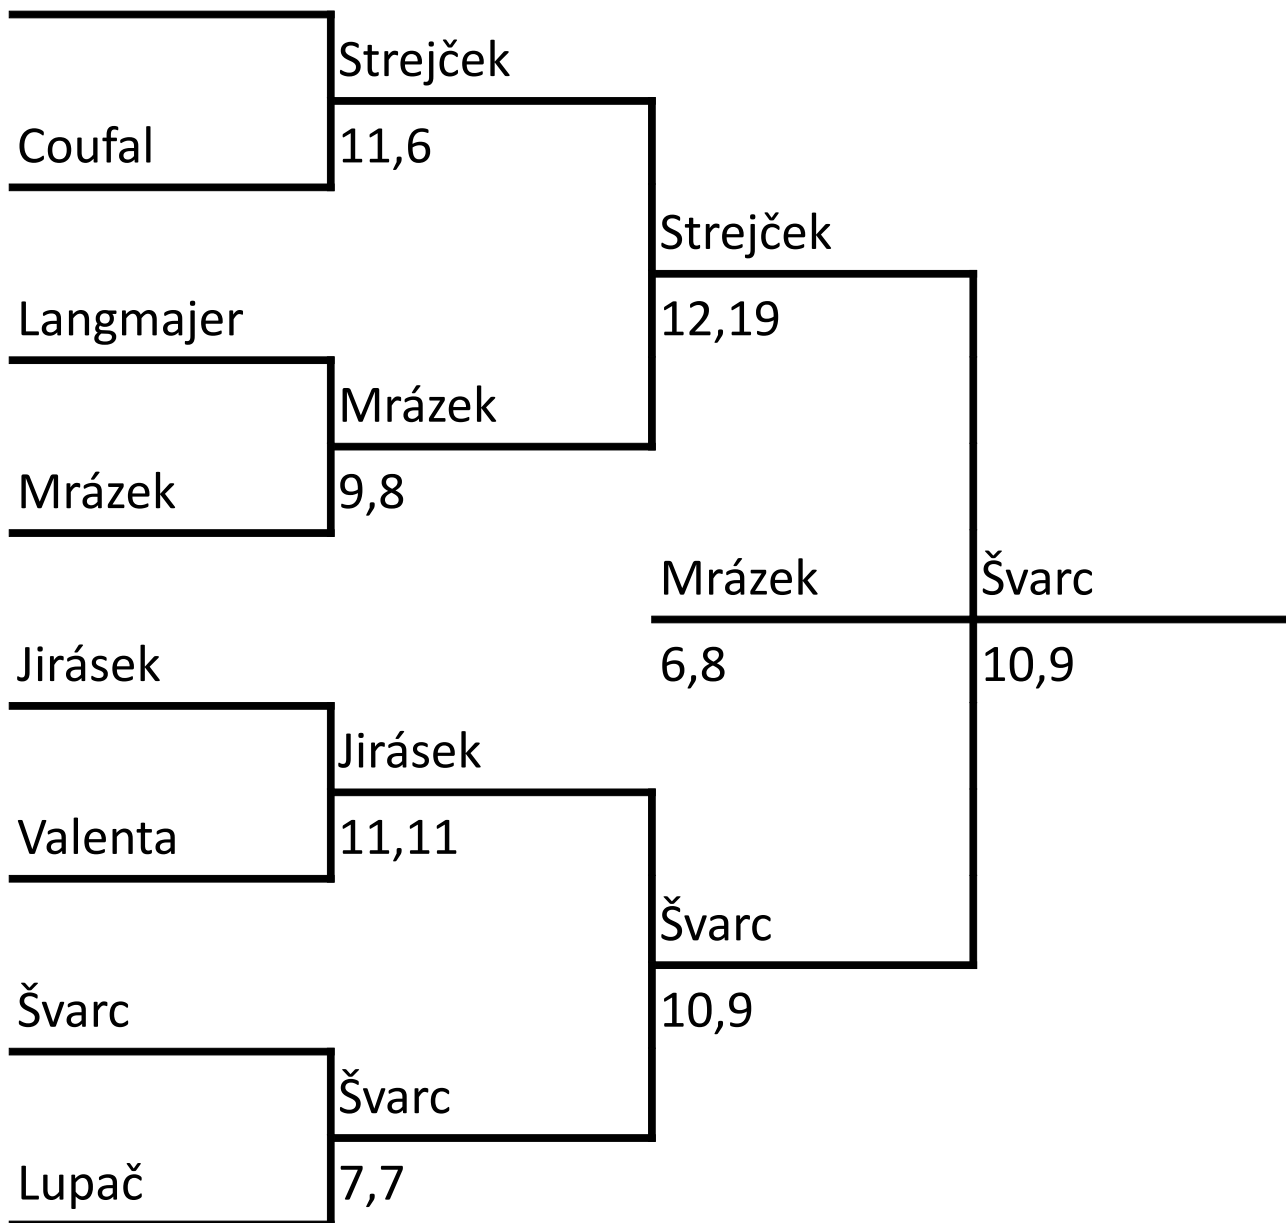 Strejček
Coufal
11,6
Strejček
Langmajer
12,19
Mrázek
Mrázek
9,8
Mrázek
Švarc
Jirásek
6,8
10,9
Jirásek
Valenta
11,11
Švarc
Švarc
10,9
Švarc
Lupač
7,7